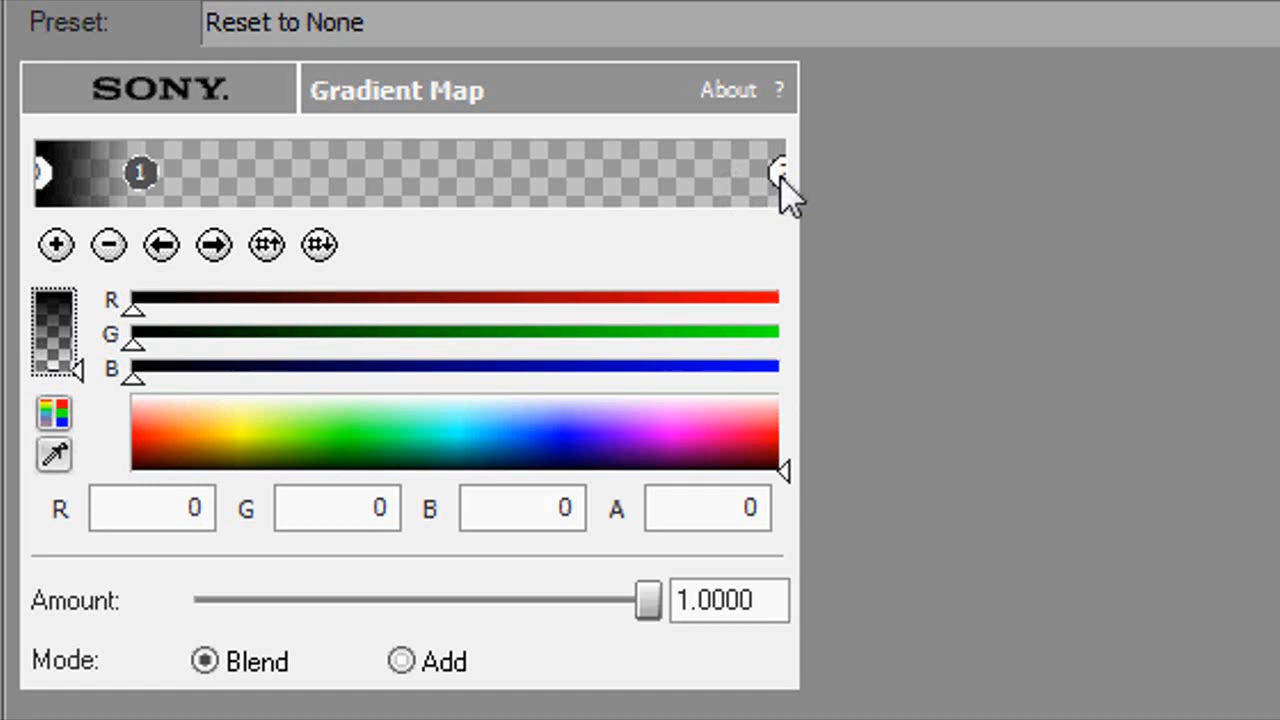 Preset: Reset to None
SONY. Gradient Map About ?
1
R
G
B
R 0 G 0 B 0 A 0
Amount: 1.0000
Mode: Blend Add